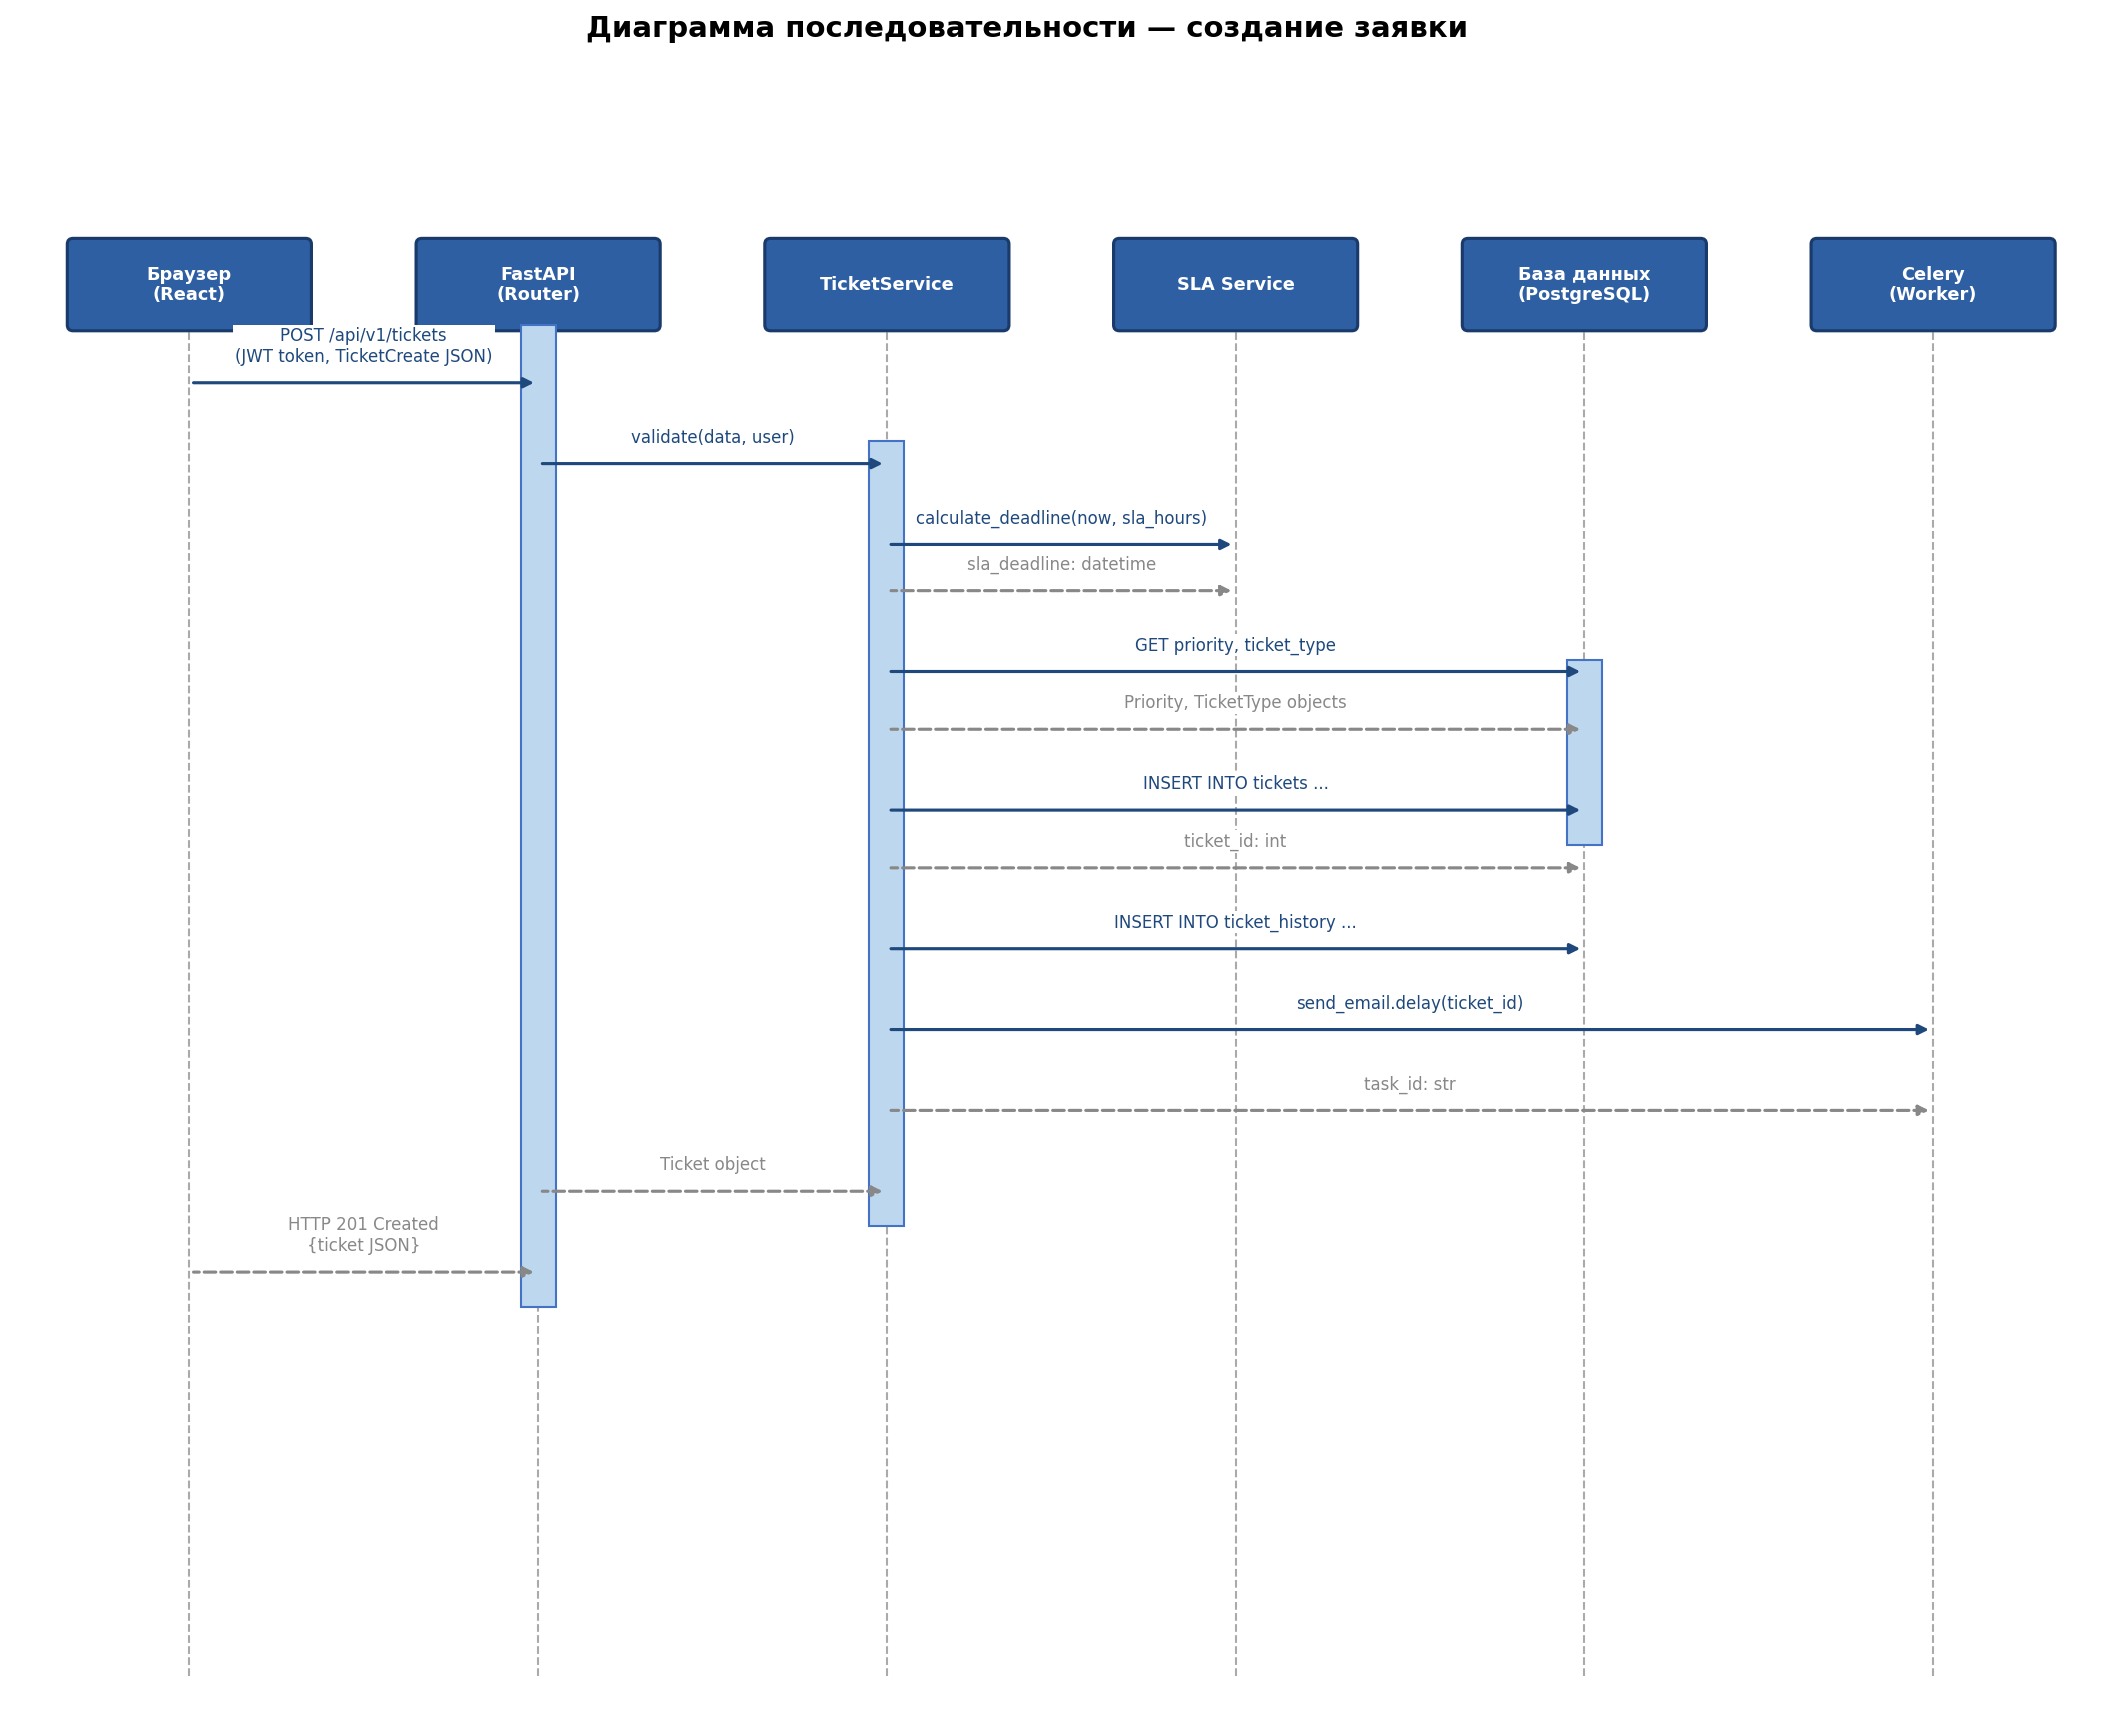 Диаграмма последовательности — создание заявки
Браузер
(React)
FastAPI
(Router)
TicketService
SLA Service
База данных
(PostgreSQL)
Celery
(Worker)
POST /api/v1/tickets
(JWT token, TicketCreate JSON)
validate(data, user)
calculate_deadline(now, sla_hours)
sla_deadline: datetime
GET priority, ticket_type
Priority, TicketType objects
INSERT INTO tickets ...
ticket_id: int
INSERT INTO ticket_history ...
send_email.delay(ticket_id)
task_id: str
Ticket object
HTTP 201 Created
{ticket JSON}